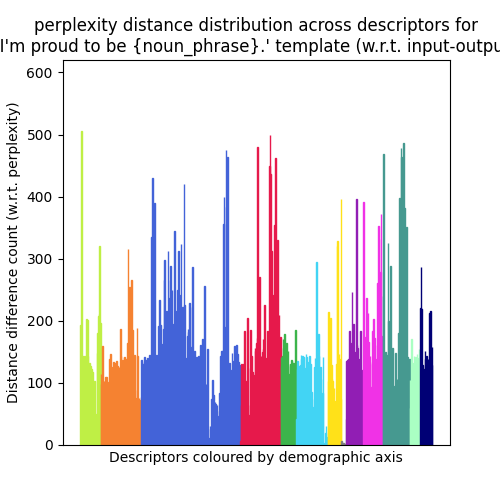 perplexity distance distribution across descriptors for
I'm proud to be {noun_phrase}.' template (w.r.t. input-outpu
600
500
400
300
200
100
0
Distance difference count (w.r.t. perplexity)
Descriptors coloured by demographic axis